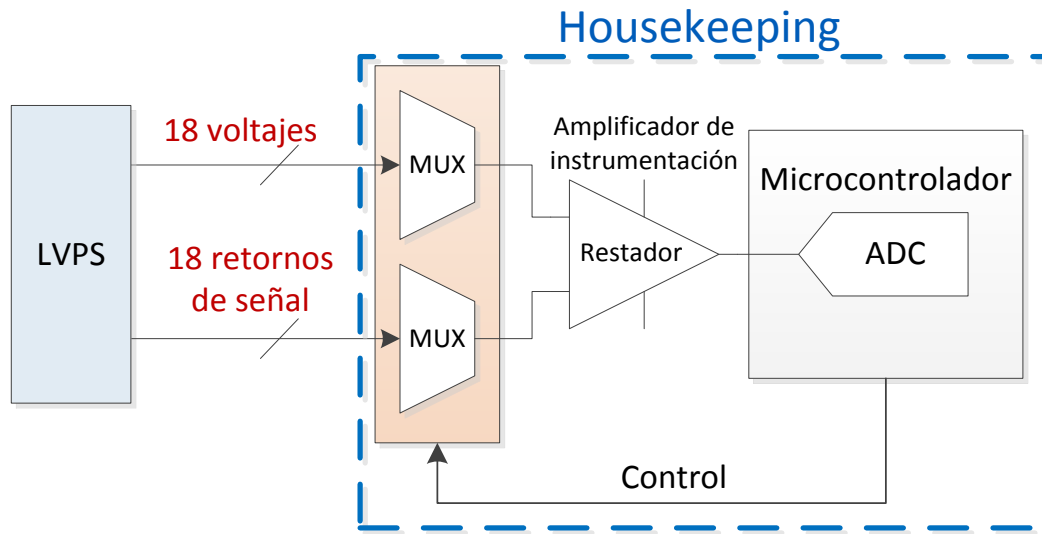 Housekeeping
LVPS
18 voltajes
18 retornos
de señal
MUX
MUX
Amplificador de
instrumentación
Restador
Microcontrolador
ADC
Control